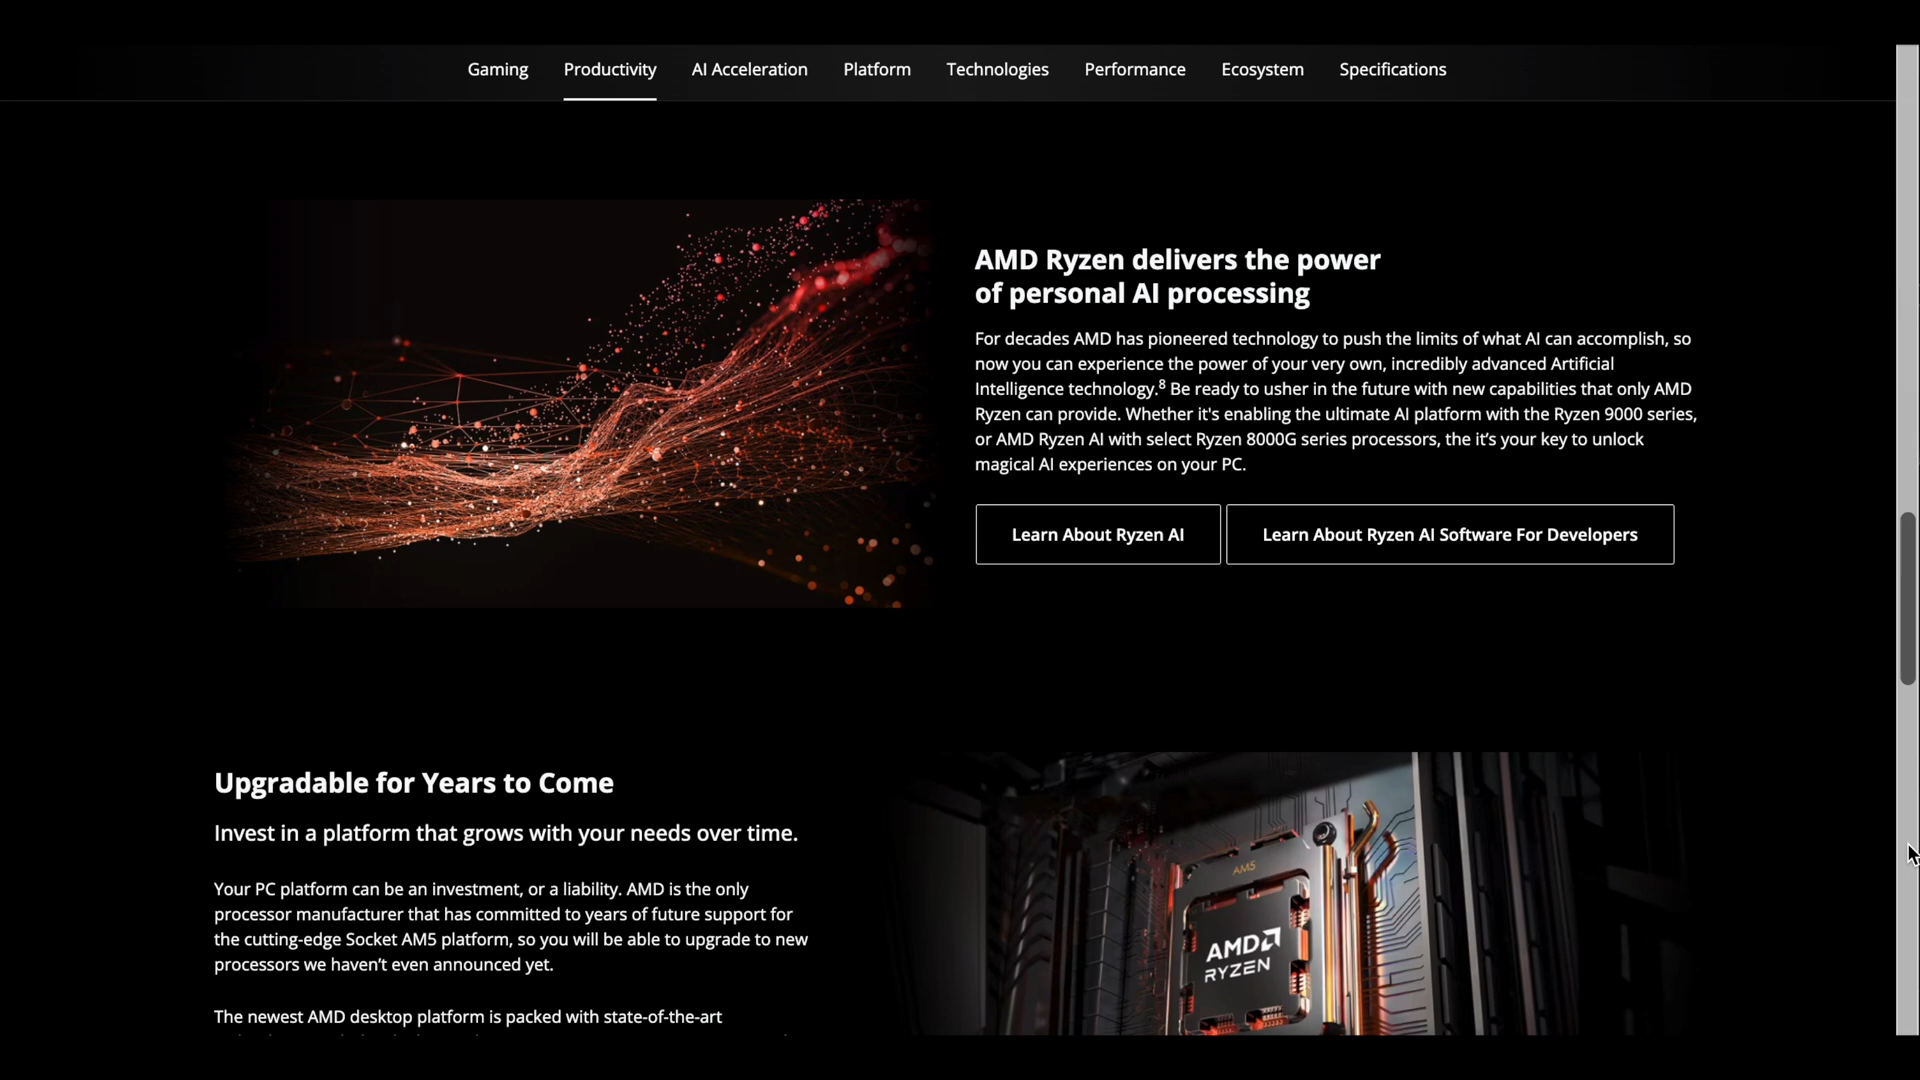 Gaming Productivity AI Acceleration Platform Technologies Performance Ecosystem Specifications
AMD Ryzen delivers the power
of personal AI processing
For decades AMD has pioneered technology to push the limits of what AI can accomplish, so
now you can experience the power of your very own, incredibly advanced Artificial
Intelligence technology.⁸ Be ready to usher in the future with new capabilities that only AMD
Ryzen can provide. Whether it's enabling the ultimate AI platform with the Ryzen 9000 series,
or AMD Ryzen AI with select Ryzen 8000G series processors, the it’s your key to unlock
magical AI experiences on your PC.
Learn About Ryzen AI Learn About Ryzen AI Software For Developers
Upgradable for Years to Come
Invest in a platform that grows with your needs over time.
Your PC platform can be an investment, or a liability. AMD is the only
processor manufacturer that has committed to years of future support for
the cutting-edge Socket AM5 platform, so you will be able to upgrade to new
processors we haven’t even announced yet.
The newest AMD desktop platform is packed with state-of-the-art
AM5
AMD
RYZEN